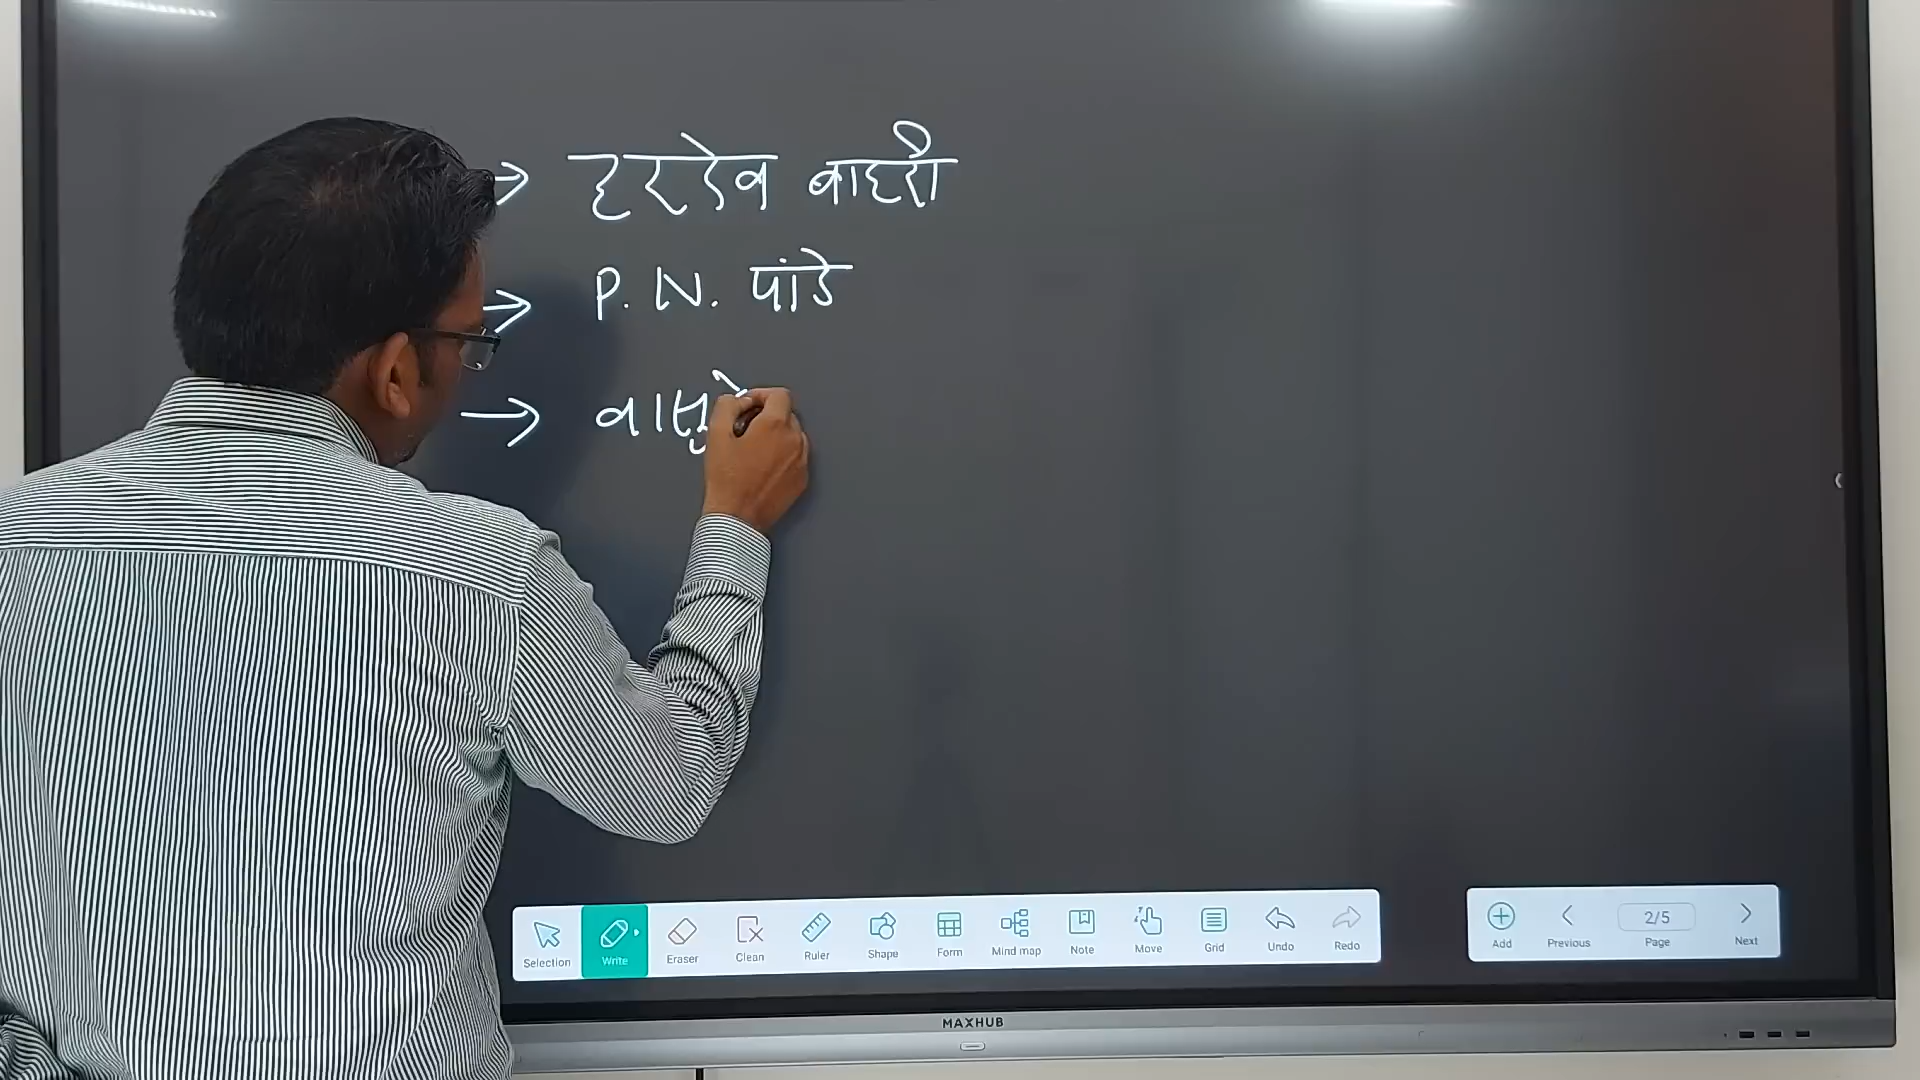 → हरदेव बाहरी
→ P. N. पांडे
→ वासु
Selection Write Eraser Clean Ruler Shape Form Mind map Note Move Grid Undo Redo
Add Previous 2/5 Page Next
MAXHUB